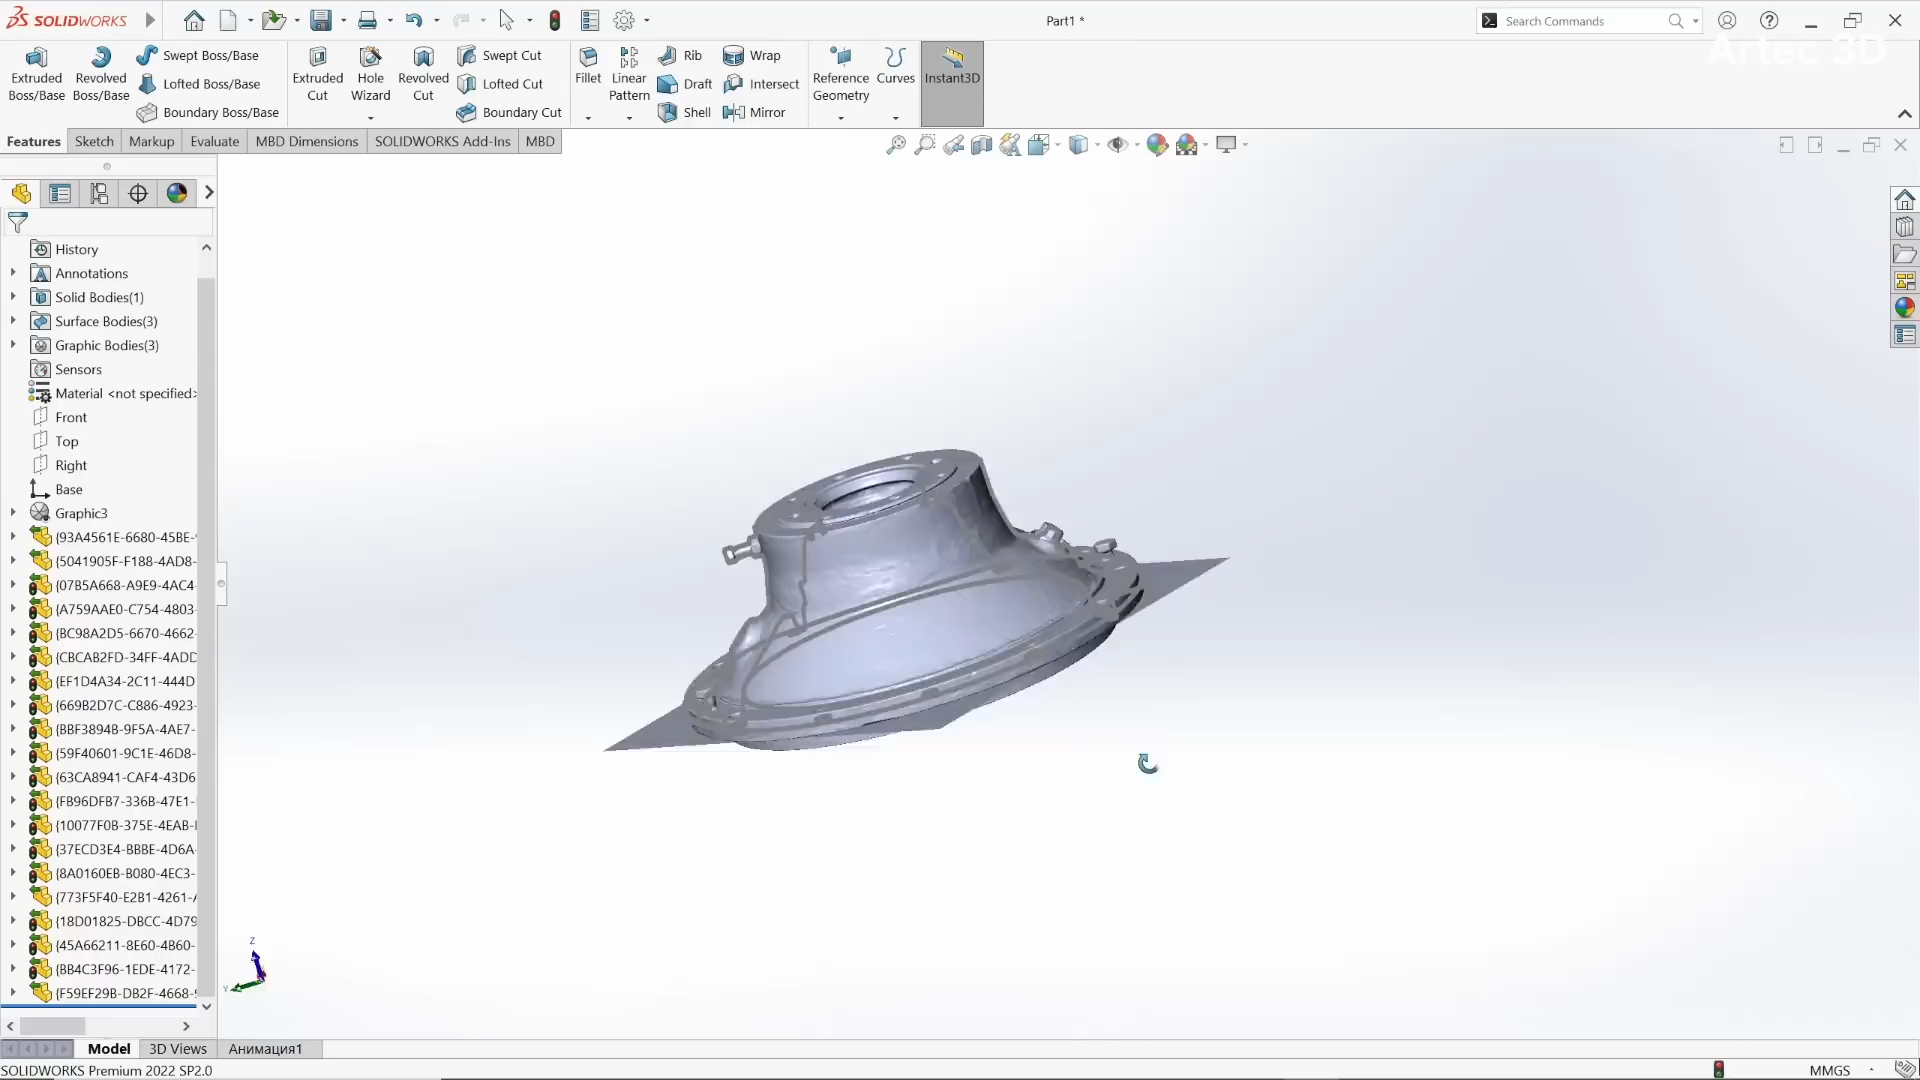 SOLIDWORKS
Part1 *
Search Commands
Artec 3D
Extruded Boss/Base
Revolved Boss/Base
Swept Boss/Base
Lofted Boss/Base
Boundary Boss/Base
Extruded Cut
Hole Wizard
Revolved Cut
Swept Cut
Lofted Cut
Boundary Cut
Fillet
Linear Pattern
Rib
Draft
Shell
Wrap
Intersect
Mirror
Reference Geometry
Curves
Instant3D
Features
Sketch
Markup
Evaluate
MBD Dimensions
SOLIDWORKS Add-Ins
MBD
History
Annotations
Solid Bodies(1)
Surface Bodies(3)
Graphic Bodies(3)
Sensors
Material <not specified>
Front
Top
Right
Base
Graphic3
{93A4561E-6680-45BE-
{5041905F-F188-4AD8-
{07B5A668-A9E9-4AC4-
{A759AAE0-C754-4803-
{BC98A2D5-6670-4662-
{CBCAB2FD-34FF-4ADD
{EF1D4A34-2C11-444D
{669B2D7C-C886-4923-
{BBF3894B-9F5A-4AE7-
{59F40601-9C1E-46D8-
{63CA8941-CAF4-43D6
{FB96DFB7-336B-47E1-
{10077F0B-375E-4EAB-
{37ECD3E4-BBBE-4D6A-
{8A0160EB-B080-4EC3-
{773F5F40-E2B1-4261-
{18D01825-DBCC-4D79
{45A66211-8E60-4B60-
{BB4C3F96-1EDE-4172-
{F59EF29B-DB2F-4668-
Z
Y
Model
3D Views
Анимация1
SOLIDWORKS Premium 2022 SP2.0
MMGS